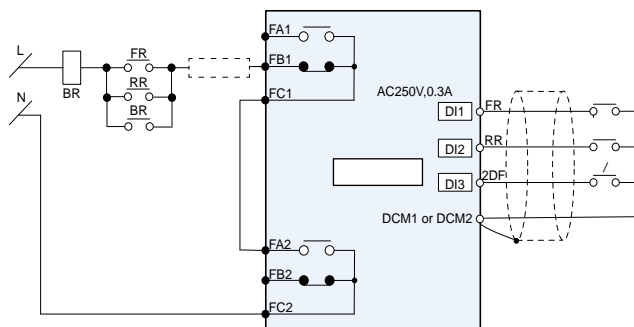 FA1
L
FR
FB1
BR
RR
FC1
AC250V,0.3A
N
BR
DI1
FR
DI2
RR
DI3
2DF
/
DCM1 or DCM2
FA2
FB2
FC2